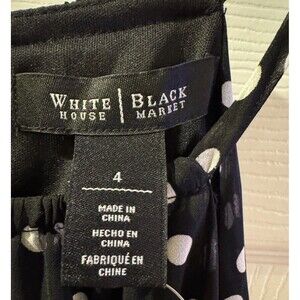 WHITE HOUSE | BLACK MARKET
4
MADE IN
CHINA
HECHO EN
CHINA
FABRIQUÉ EN
CHINE